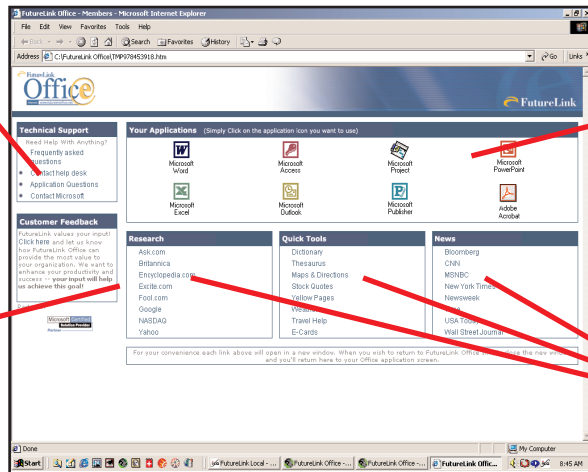 FutureLink Office - Members - Microsoft Internet Explorer
File Edit View Favorites Tools Help
Back Search Favorites History
Address C:\FutureLink Office\TMP978453918.htm Go Links
FutureLink
Office
FutureLink
Technical Support
Need Help With Anything?
Frequently asked
questions
Contact help desk
Application Questions
Contact Microsoft
Customer Feedback
FutureLink values your input!
Click here and let us know
how FutureLink Office can
provide the most value to
your organization. We want to
enhance your productivity and
success -- your input will help
us achieve this goal!
Microsoft Certified
Solution Provider
Partner
Your Applications (Simply Click on the application icon you want to use)
Microsoft Word
Microsoft Access
Microsoft Project
Microsoft PowerPoint
Microsoft Excel
Microsoft Outlook
Microsoft Publisher
Adobe Acrobat
Research
Ask.com
Britannica
Encyclopedia.com
Excite.com
Fool.com
Google
NASDAQ
Yahoo
Quick Tools
Dictionary
Thesaurus
Maps & Directions
Stock Quotes
Yellow Pages
Weather
Travel Help
E-Cards
News
Bloomberg
CNN
MSNBC
New York Times
Newsweek
USA Today
Wall Street Journal
For your convenience each link above will open in a new window. When you wish to return to FutureLink Office close the new window
and you'll return here to your Office application screen.
Done My Computer
Start FutureLink Local - ... FutureLink Office -... FutureLink Office -... FutureLink Offic... 8:45 AM